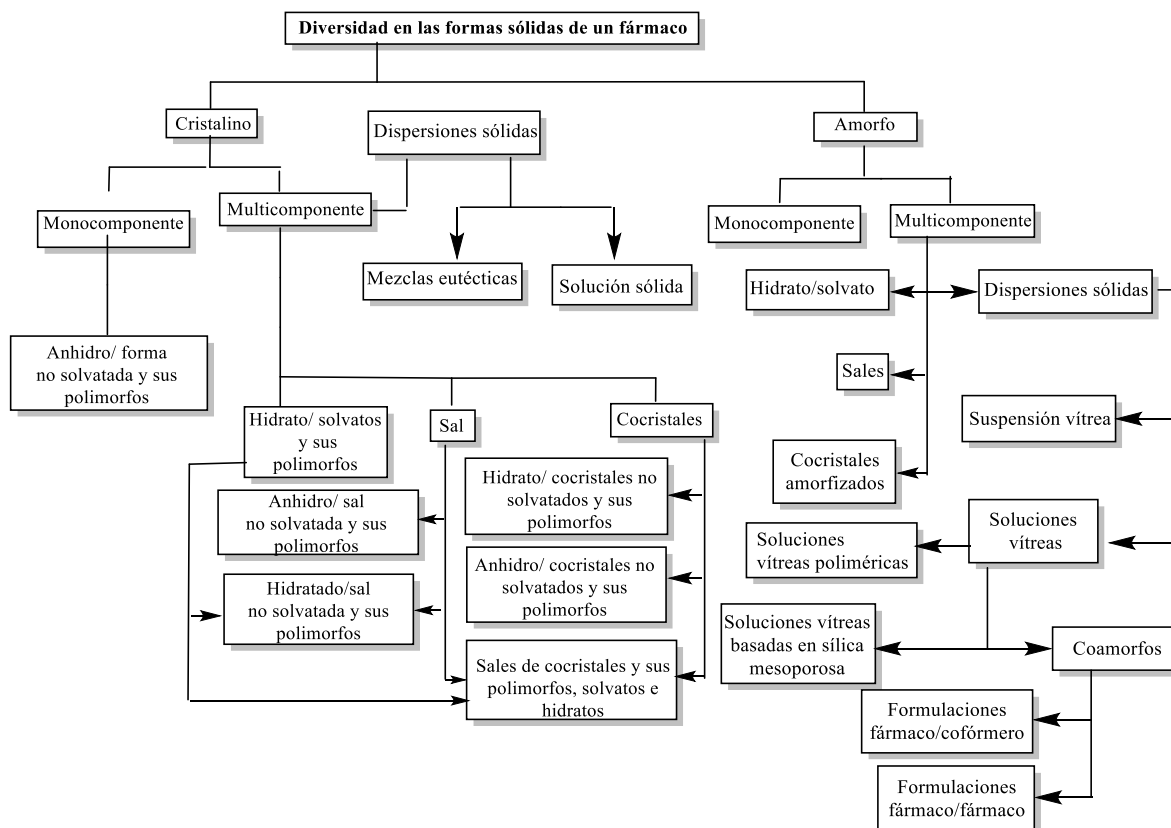 Diversidad en las formas sólidas de un fármaco
Cristalino
Dispersiones sólidas
Amorfo
Monocomponente
Multicomponente
Monocomponente
Multicomponente
Mezclas eutécticas
Solución sólida
Hidrato/solvato
Dispersiones sólidas
Anhidro/ forma
no solvatada y sus
polimorfos
Sales
Hidrato/ solvatos
y sus
polimorfos
Sal
Cocristales
Suspensión vítrea
Cocristales
amorfizados
Anhidro/ sal
no solvatada y sus
polimorfos
Hidrato/ cocristales no
solvatados y sus
polimorfos
Soluciones
vítreas poliméricas
Soluciones
vítreas
Hidratado/sal
no solvatada y sus
polimorfos
Anhidro/ cocristales no
solvatados y sus
polimorfos
Soluciones vítreas
basadas en sílica
mesoporosa
Coamorfos
Sales de cocristales y sus
polimorfos, solvatos e
hidratos
Formulaciones
fármaco/cofórmero
Formulaciones
fármaco/fármaco